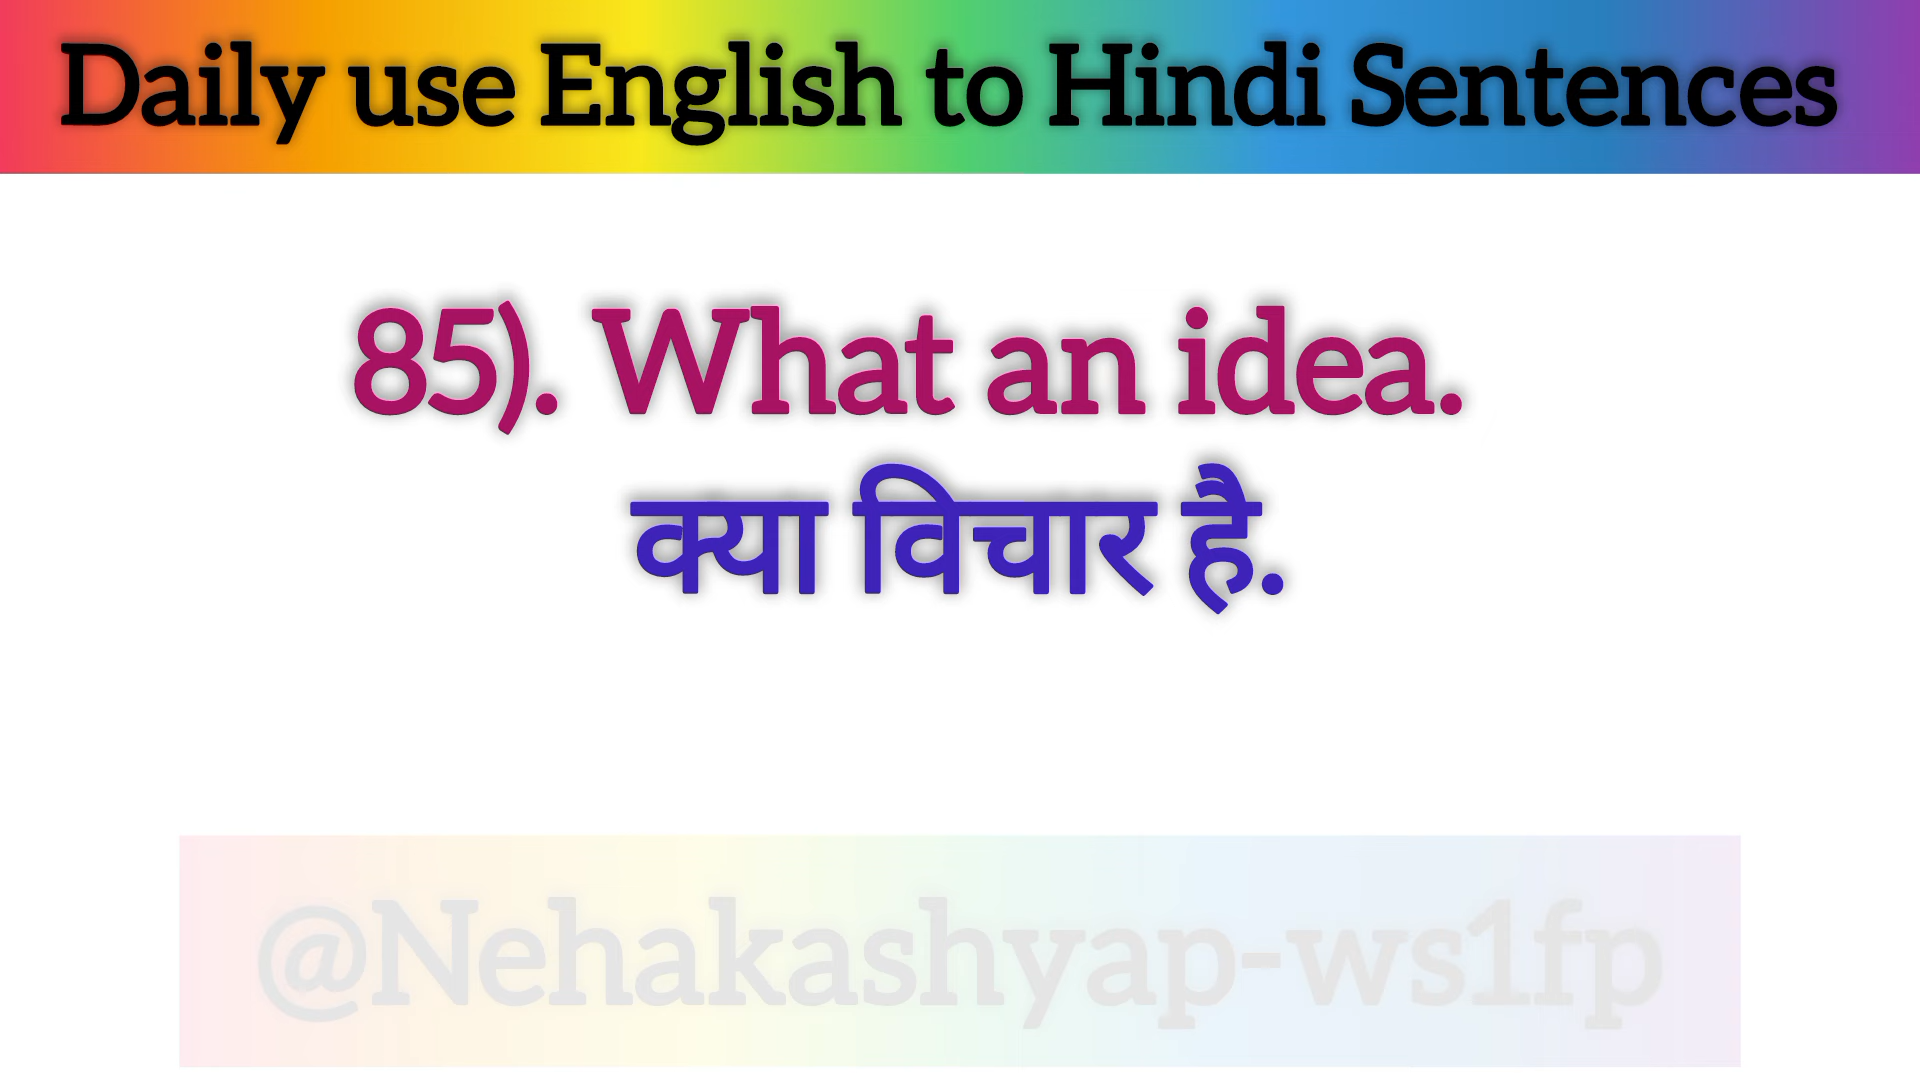 Daily use English to Hindi Sentences
85). What an idea.
क्या विचार है.
@Nehakashyap-ws1fp